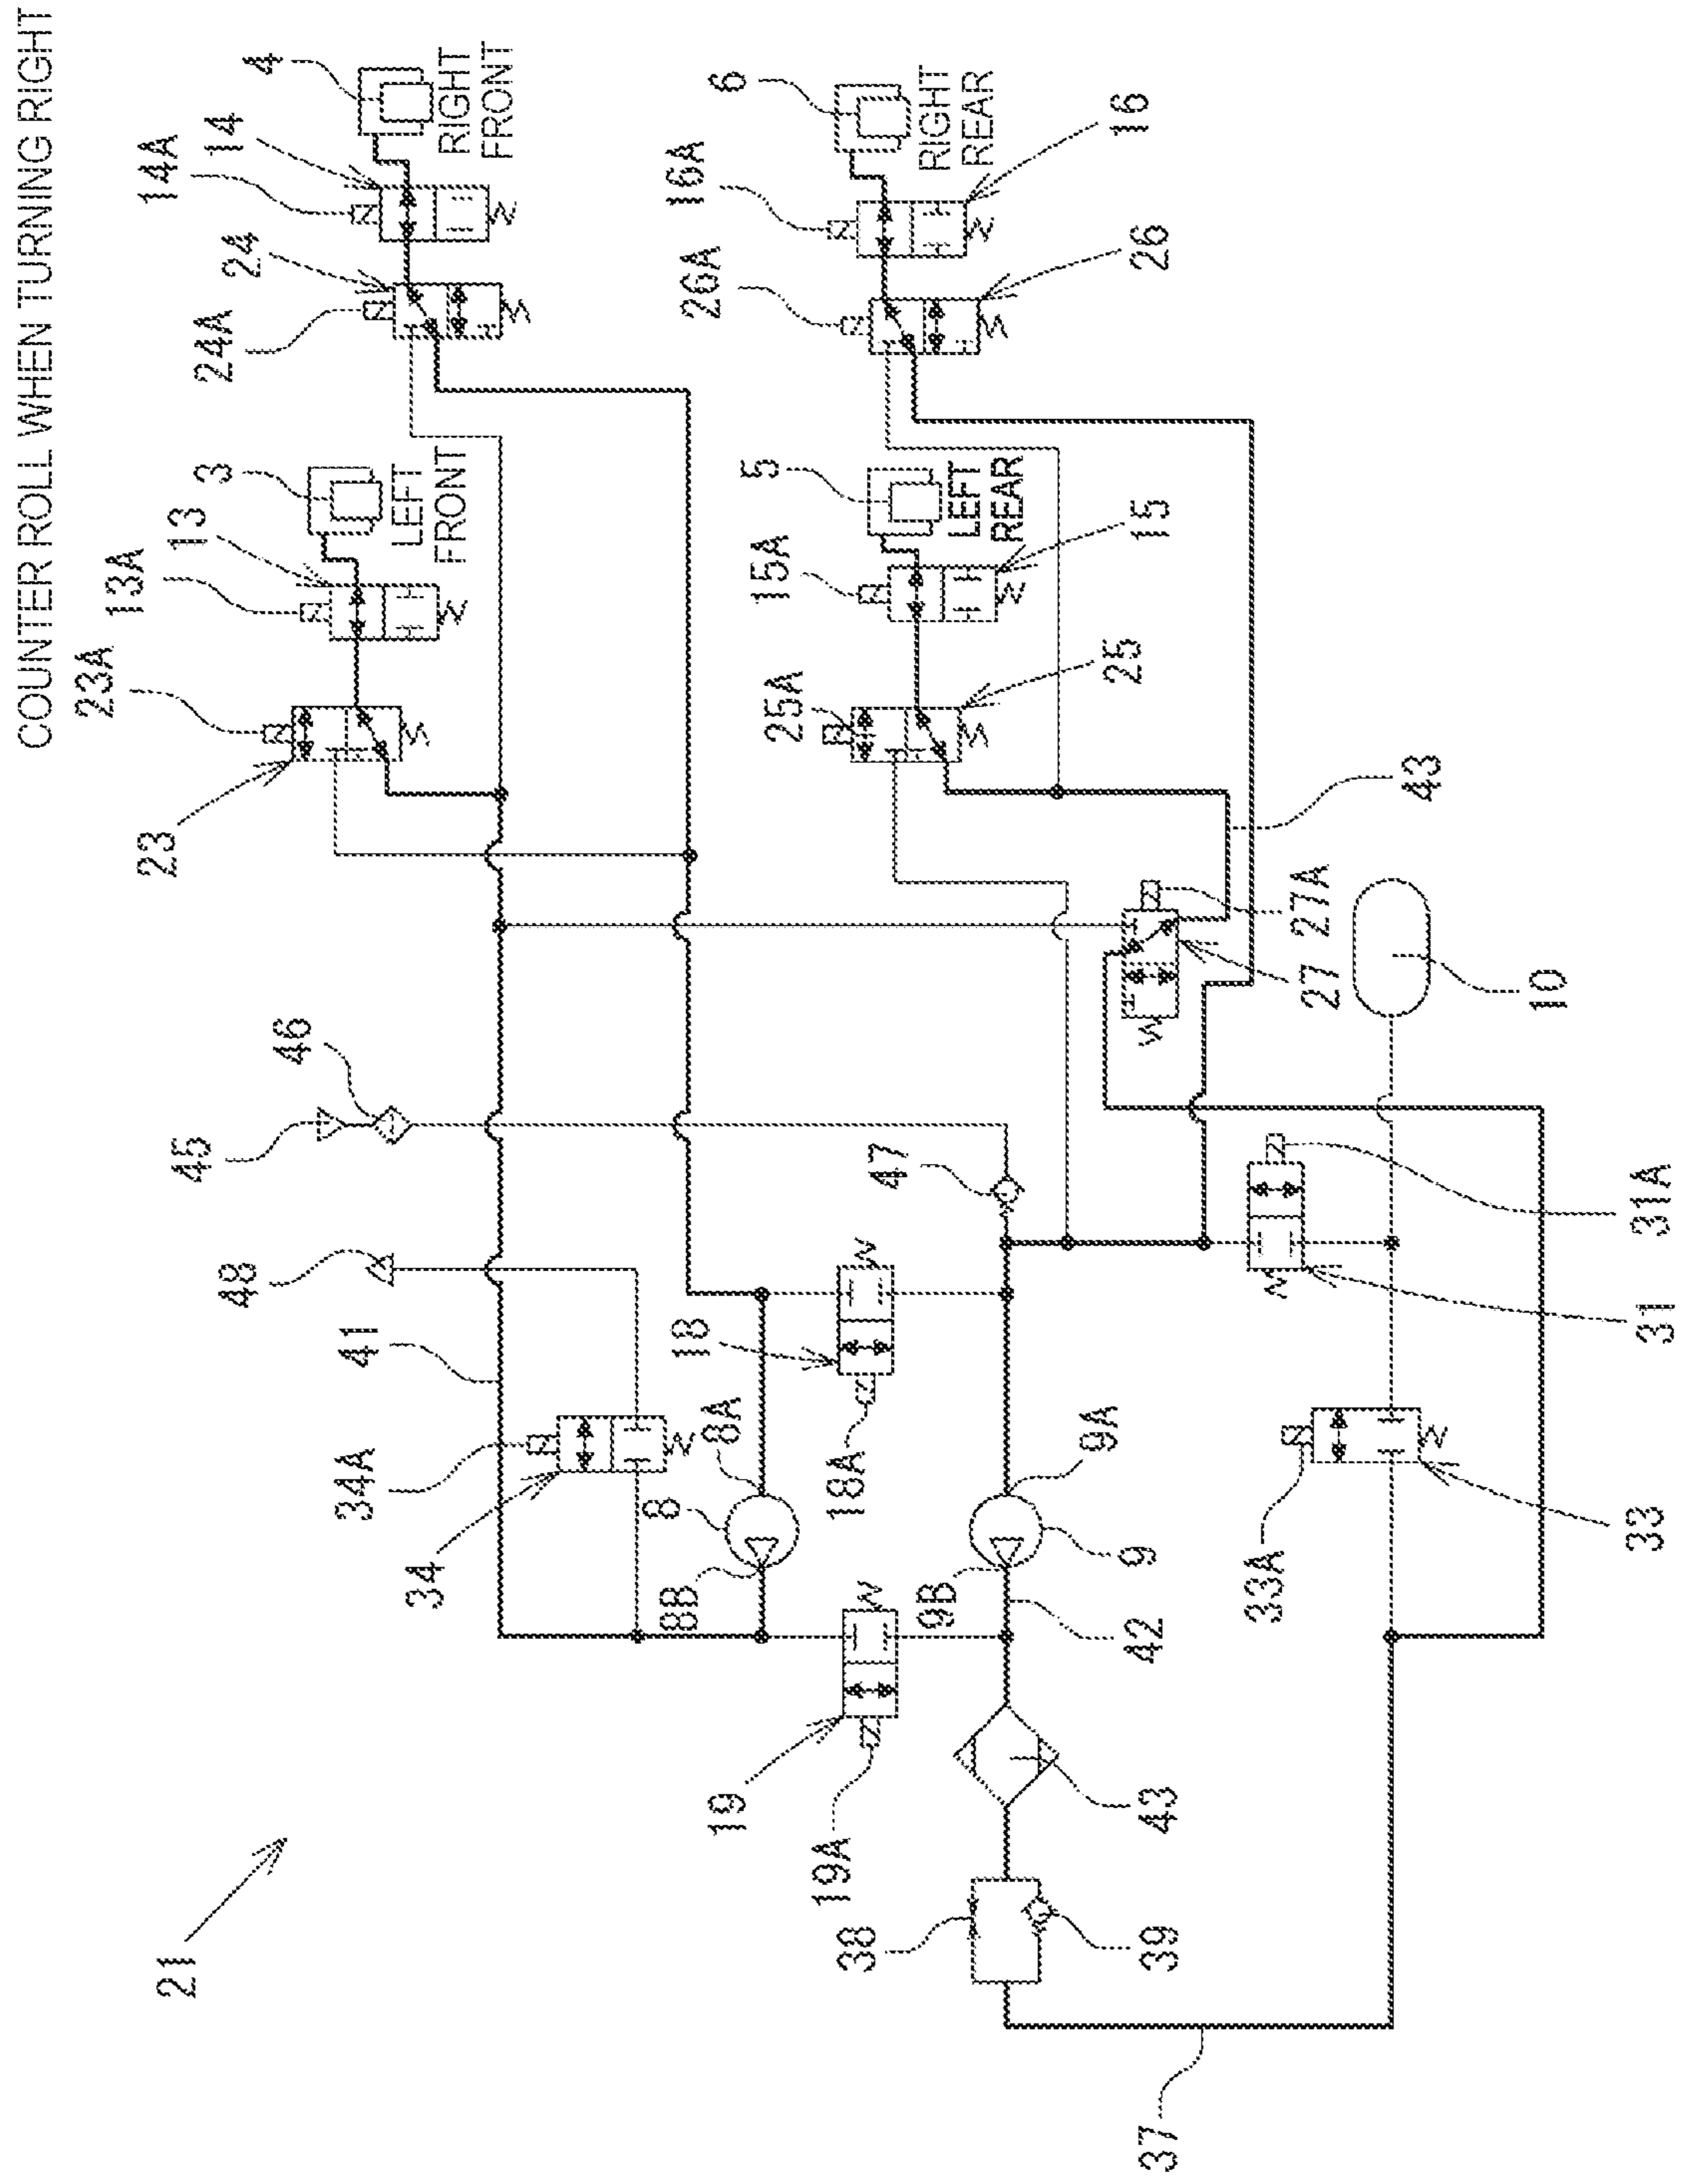 COUNTER ROLL WHEN TURNING RIGHT
21
23
23A
13A
14A
45
48
46
13
3
24A
24
14
4
34A
41
LEFT
FRONT
RIGHT
FRONT
34
8B
8
8A
18
19
25A
15A
5
26A
16A
6
19A
18A
38
47
9B
LEFT
REAR
RIGHT
REAR
9A
37
39
43
42
9
25
15
26
16
33A
27
27A
43
10
33
31
31A